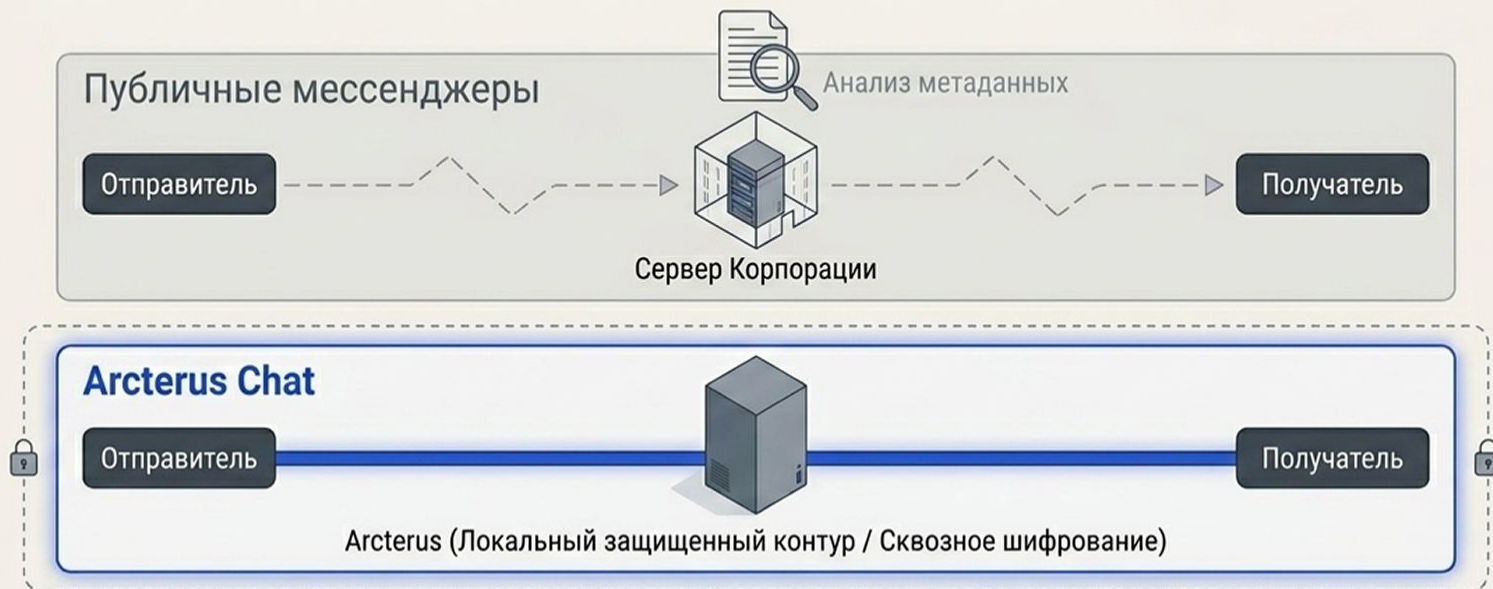 Публичные мессенджеры
Анализ метаданных
Отправитель
Получатель
Сервер Корпорации
Arcterus Chat
Отправитель
Получатель
Arcterus (Локальный защищенный контур / Сквозное шифрование)